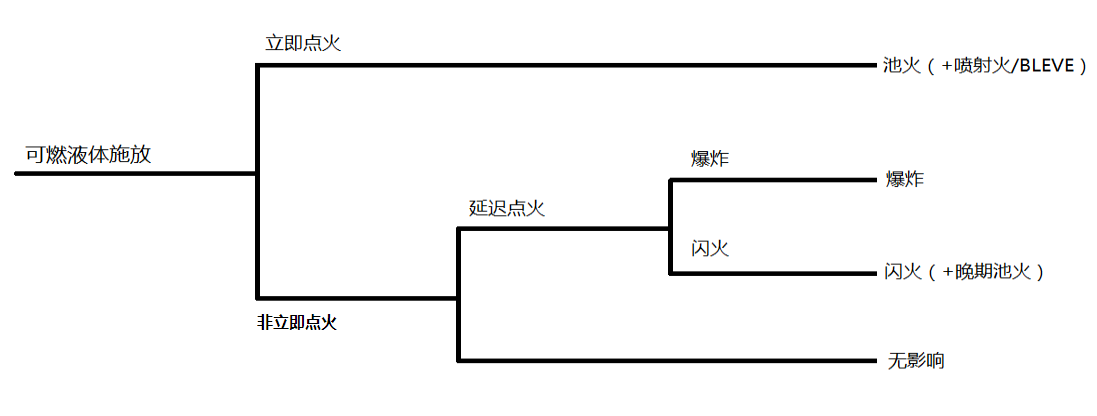 立即点火
池火（+喷射火/BLEVE）
可燃液体施放
爆炸
爆炸
延迟点火
闪火
闪火（+晚期池火）
非立即点火
无影响